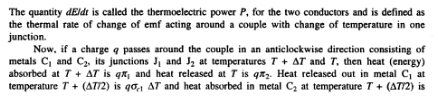 The quantity dE/dt is called the thermoelectric power P, for the two conductors and is defined as
the thermal rate of change of emf acting around a couple with change of temperature in one
junction.
Now, if a charge q passes around the couple in an anticlockwise direction consisting of
metals C₁ and C₂, its junctions J₁ and J₂ at temperatures T + ΔT and T, then heat (energy)
absorbed at T + ΔT is qπ₁ and heat released at T is qπ₂. Heat released out in metal C₁ at
temperature T + (ΔT/2) is qσc₁ ΔT and heat absorbed in metal C₂ at temperature T + (ΔT/2) is